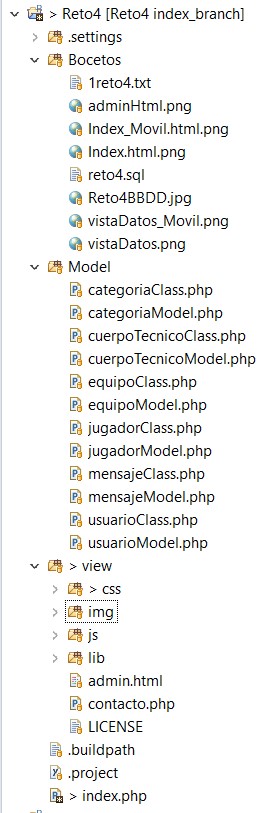 > Reto4 [Reto4 index_branch]
.settings
Bocetos
1reto4.txt
adminHtml.png
Index_Movil.html.png
Index.html.png
reto4.sql
Reto4BBDD.jpg
vistaDatos_Movil.png
vistaDatos.png
Model
categoriaClass.php
categoriaModel.php
cuerpoTecnicoClass.php
cuerpoTecnicoModel.php
equipoClass.php
equipoModel.php
jugadorClass.php
jugadorModel.php
mensajeClass.php
mensajeModel.php
usuarioClass.php
usuarioModel.php
> view
> css
img
js
lib
admin.html
contacto.php
LICENSE
.buildpath
.project
> index.php